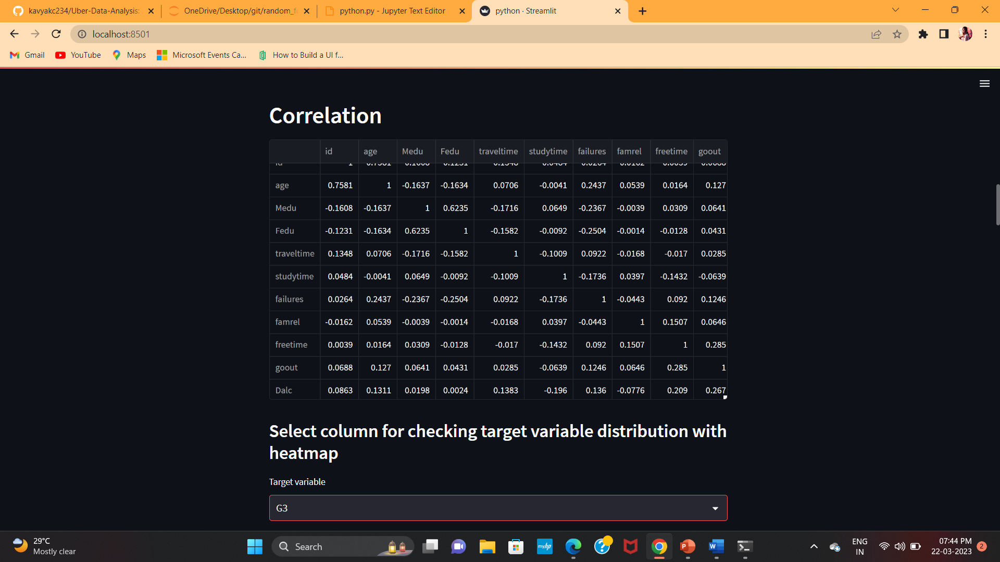 kavyakc234/Uber-Data-Analysis:
OneDrive/Desktop/git/random_f
python.py - Jupyter Text Editor
python · Streamlit
localhost:8501
Gmail
YouTube
Maps
Microsoft Events Ca...
How to Build a UI f...
Correlation
id age Medu Fedu traveltime studytime failures famrel freetime goout
age 0.7581 1 -0.1637 -0.1634 0.0706 -0.0041 0.2437 0.0539 0.0164 0.127
Medu -0.1608 -0.1637 1 0.6235 -0.1716 0.0649 -0.2367 -0.0039 0.0309 0.0641
Fedu -0.1231 -0.1634 0.6235 1 -0.1582 -0.0092 -0.2504 -0.0014 -0.0128 0.0431
traveltime 0.1348 0.0706 -0.1716 -0.1582 1 -0.1009 0.0922 -0.0168 -0.017 0.0285
studytime 0.0484 -0.0041 0.0649 -0.0092 -0.1009 1 -0.1736 0.0397 -0.1432 -0.0639
failures 0.0264 0.2437 -0.2367 -0.2504 0.0922 -0.1736 1 -0.0443 0.092 0.1246
famrel -0.0162 0.0539 -0.0039 -0.0014 -0.0168 0.0397 -0.0443 1 0.1507 0.0646
freetime 0.0039 0.0164 0.0309 -0.0128 -0.017 -0.1432 0.092 0.1507 1 0.285
goout 0.0688 0.127 0.0641 0.0431 0.0285 -0.0639 0.1246 0.0646 0.285 1
Dalc 0.0863 0.1311 0.0198 0.0024 0.1383 -0.196 0.136 -0.0776 0.209 0.267
Select column for checking target variable distribution with
heatmap
Target variable
G3
29°C
Mostly clear
Search
myhp
ENG
IN
07:44 PM
22-03-2023
2